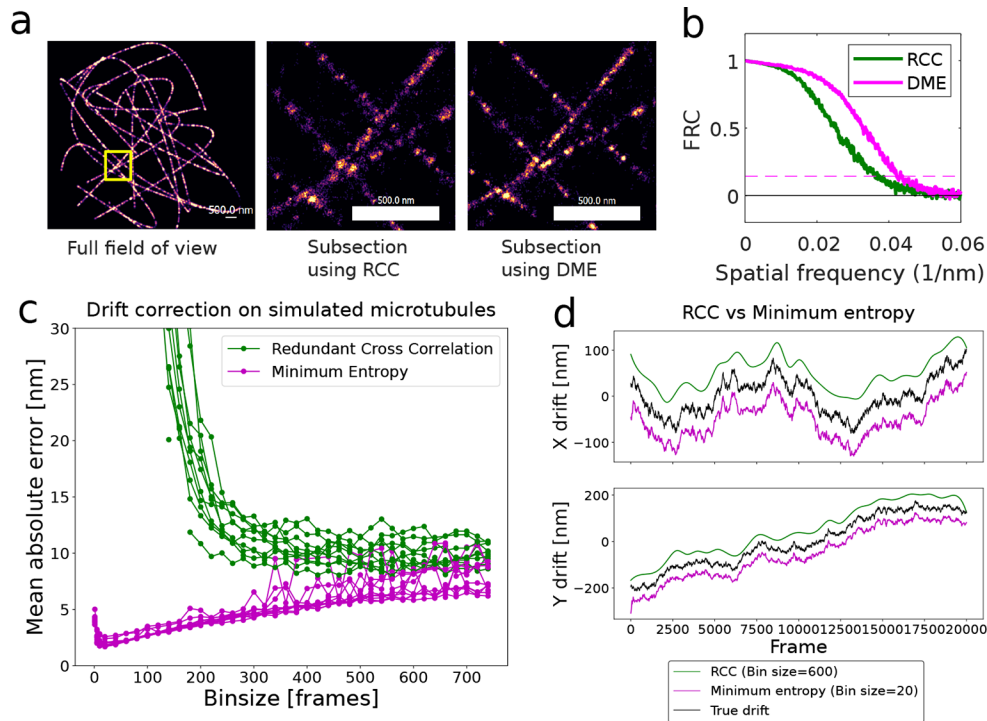 a
500.0 nm
500.0 nm
500.0 nm
Full field of view
Subsection
using RCC
Subsection
using DME
b
RCC
DME
FRC
1
0.5
0
0
0.02
0.04
0.06
Spatial frequency (1/nm)
c
Drift correction on simulated microtubules
Redundant Cross Correlation
Minimum Entropy
Mean absolute error [nm]
30
25
20
15
10
5
0
0 100 200 300 400 500 600 700
Binsize [frames]
d
RCC vs Minimum entropy
X drift [nm]
100
0
−100
Y drift [nm]
200
0
−200
0 2500 5000 7500 10000 12500 15000 17500 20000
Frame
RCC (Bin size=600)
Minimum entropy (Bin size=20)
True drift